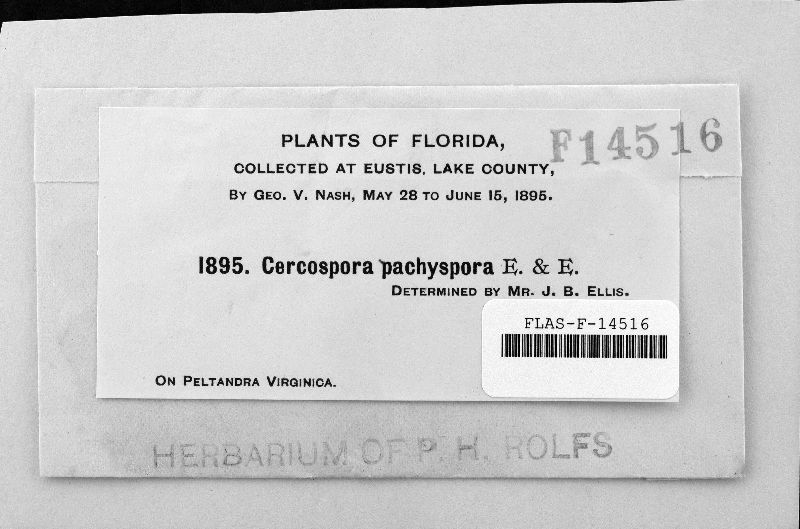 PLANTS OF FLORIDA,
F14516
COLLECTED AT EUSTIS, LAKE COUNTY,
BY GEO. V. NASH, MAY 28 TO JUNE 15, 1895.
1895. Cercospora pachyspora E. & E.
DETERMINED BY MR. J. B. ELLIS.
FLAS-F-14516
ON PELTANDRA VIRGINICA.
HERBARIUM OF P. H. ROLFS